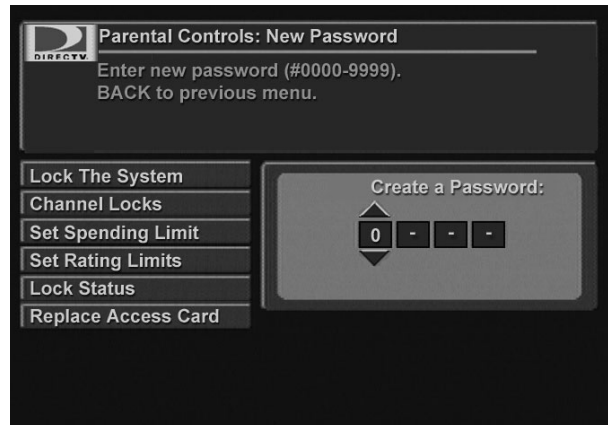 DIRECTV.
Parental Controls: New Password
Enter new password (#0000-9999).
BACK to previous menu.
Lock The System
Channel Locks
Set Spending Limit
Set Rating Limits
Lock Status
Replace Access Card
Create a Password:
0 - - -